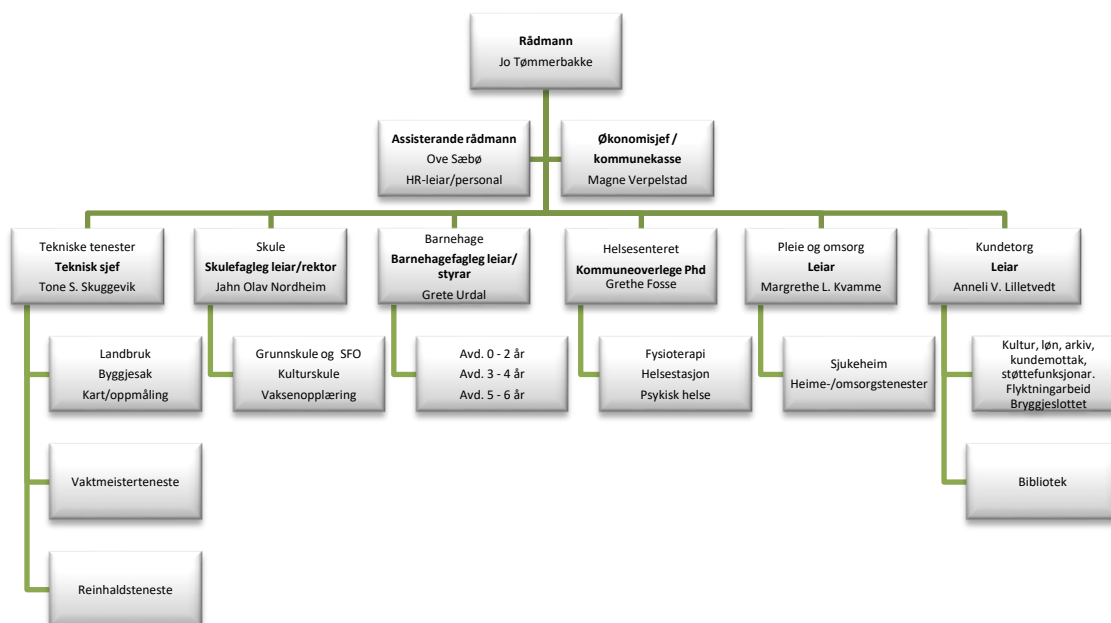 Rådmann
Jo Tømmerbakke
Assisterande rådmann
Ove Sæbø
HR-leiar/personal
Økonomisjef /
kommunekasse
Magne Verpelstad
Tekniske tenester
Teknisk sjef
Tone S. Skuggevik
Skule
Skulefagleg leiar/rektor
Jahn Olav Nordheim
Barnehage
Barnehagefagleg leiar/
styrar
Grete Urdal
Helsesenteret
Kommuneoverlege Phd
Grethe Fosse
Pleie og omsorg
Leiar
Margrethe L. Kvamme
Kundetorg
Leiar
Anneli V. Lilletvedt
Landbruk
Byggjesak
Kart/oppmåling
Grunnskule og SFO
Kulturskule
Vaksenopplæring
Avd. 0 - 2 år
Avd. 3 - 4 år
Avd. 5 - 6 år
Fysioterapi
Helsestasjon
Psykisk helse
Sjukeheim
Heime-/omsorgstenester
Kultur, løn, arkiv,
kundemottak,
støttefunksjonar.
Flyktningarbeid
Bryggjeslottet
Vaktmeisterteneste
Bibliotek
Reinhaldsteneste